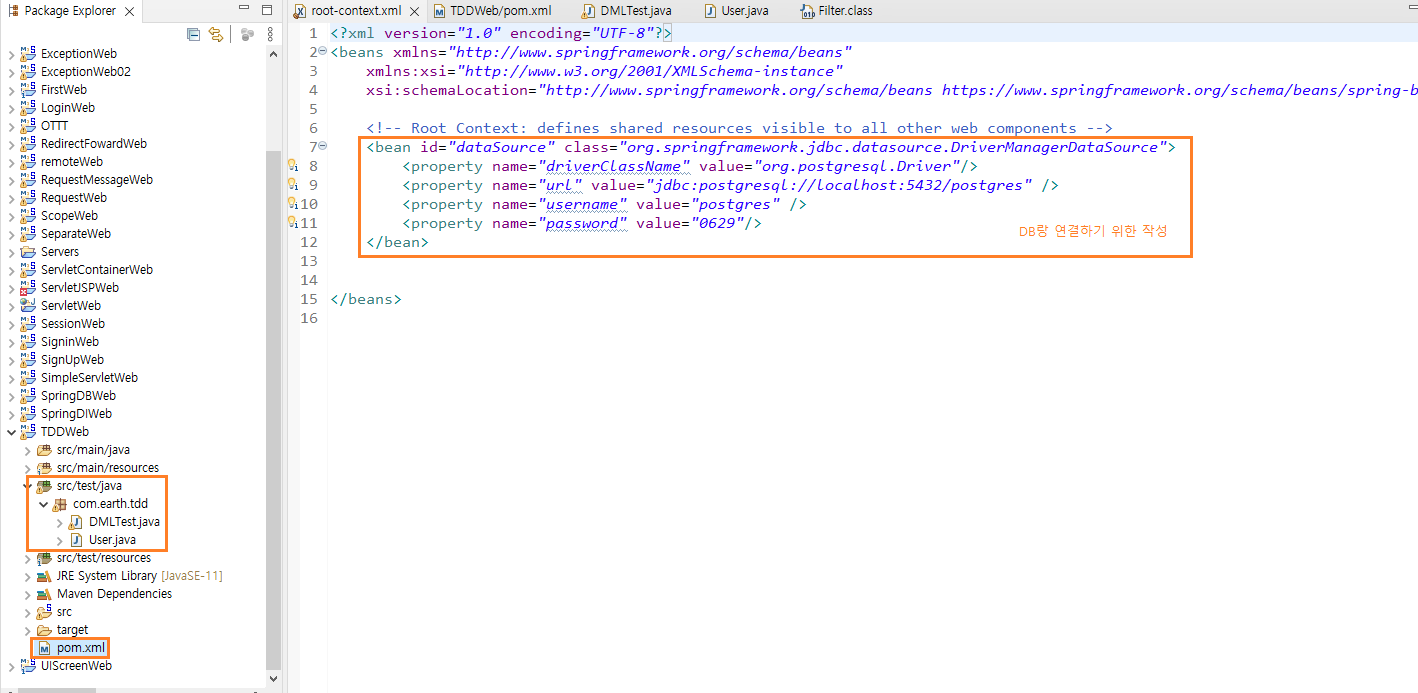 Package Explorer
ExceptionWeb
ExceptionWeb02
FirstWeb
LoginWeb
OTTT
RedirectFowardWeb
remoteWeb
RequestMessageWeb
RequestWeb
ScopeWeb
SeparateWeb
Servers
ServletContainerWeb
ServletJSPWeb
ServletWeb
SessionWeb
SigninWeb
SignUpWeb
SimpleServletWeb
SpringDBWeb
SpringDIWeb
TDDWeb
src/main/java
src/main/resources
src/test/java
com.earth.tdd
DMLTest.java
User.java
src/test/resources
JRE System Library [JavaSE-11]
Maven Dependencies
src
target
pom.xml
UIScreenWeb
root-context.xml TDDWeb/pom.xml DMLTest.java User.java Filter.class
1 <?xml version="1.0" encoding="UTF-8"?>
2 <beans xmlns="http://www.springframework.org/schema/beans"
3 xmlns:xsi="http://www.w3.org/2001/XMLSchema-instance"
4 xsi:schemaLocation="http://www.springframework.org/schema/beans https://www.springframework.org/schema/beans/spring-b
5
6 <!-- Root Context: defines shared resources visible to all other web components -->
7 <bean id="dataSource" class="org.springframework.jdbc.datasource.DriverManagerDataSource">
8 <property name="driverClassName" value="org.postgresql.Driver"/>
9 <property name="url" value="jdbc:postgresql://localhost:5432/postgres" />
10 <property name="username" value="postgres" />
11 <property name="password" value="0629"/>
DB랑 연결하기 위한 작성
12 </bean>
13
14
15 </beans>
16